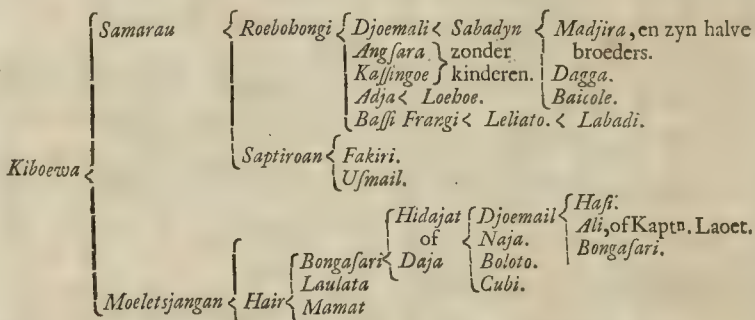 Samarau Roebohongi Djoemali Sabadyn Madjira, en zyn halve
Angſara zonder broeders.
Kaſſingoe kinderen. Dagga.
Adja Loehoe. Baicole.
Baſſi Frangi Leliato. Labadi.
Saptiroan Fakiri.
Uſmail.
Kiboewa
Haſi.
Hidajat Djoemail Ali, of Kaptⁿ. Laoet.
of Naja. Bongaſari.
Bongaſari Daja Boloto.
Laulata Cubi.
Moeletsjangan Hair Mamat